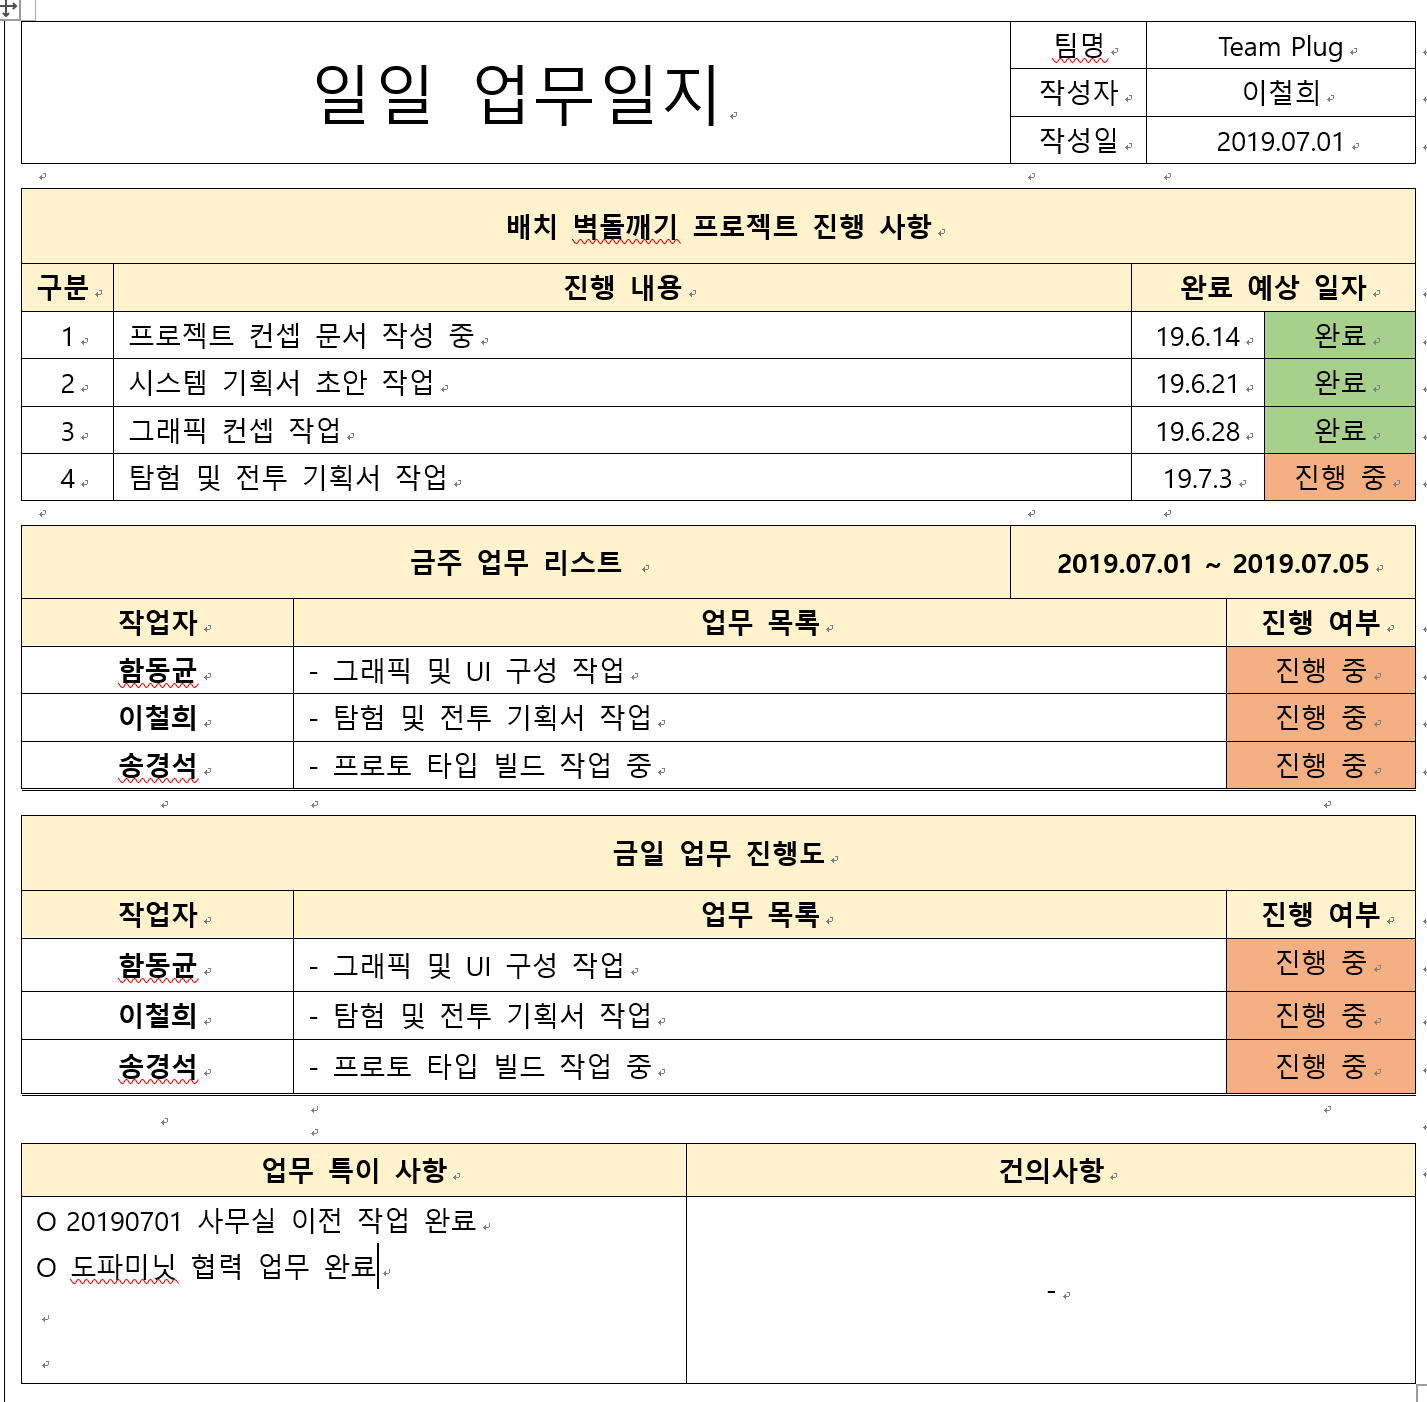 일일 업무일지
팀명 Team Plug
작성자 이철희
작성일 2019.07.01
배치 벽돌깨기 프로젝트 진행 사항
구분 진행 내용 완료 예상 일자
1 프로젝트 컨셉 문서 작성 중 19.6.14 완료
2 시스템 기획서 초안 작업 19.6.21 완료
3 그래픽 컨셉 작업 19.6.28 완료
4 탐험 및 전투 기획서 작업 19.7.3 진행 중
금주 업무 리스트 2019.07.01 ~ 2019.07.05
작업자 업무 목록 진행 여부
함동균 - 그래픽 및 UI 구성 작업 진행 중
이철희 - 탐험 및 전투 기획서 작업 진행 중
송경석 - 프로토 타입 빌드 작업 중 진행 중
금일 업무 진행도
작업자 업무 목록 진행 여부
함동균 - 그래픽 및 UI 구성 작업 진행 중
이철희 - 탐험 및 전투 기획서 작업 진행 중
송경석 - 프로토 타입 빌드 작업 중 진행 중
업무 특이 사항 건의사항
O 20190701 사무실 이전 작업 완료
O 도파미닛 협력 업무 완료
-